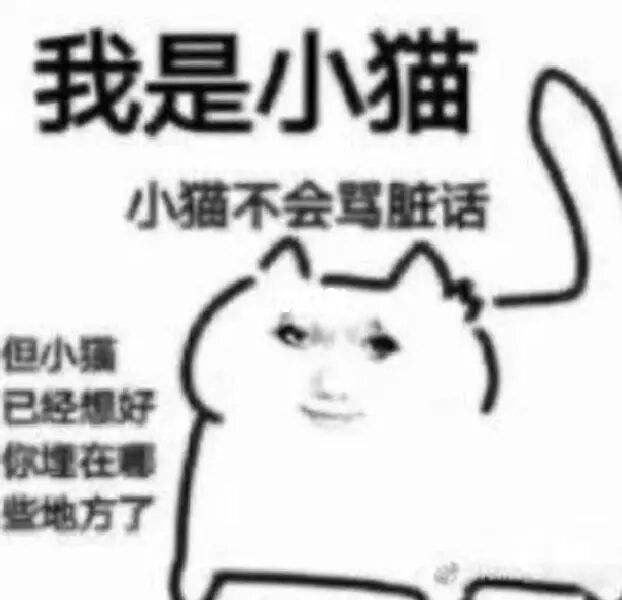 我是小猫
小猫不会骂脏话
但小猫
已经想好
你埋在哪
些地方了